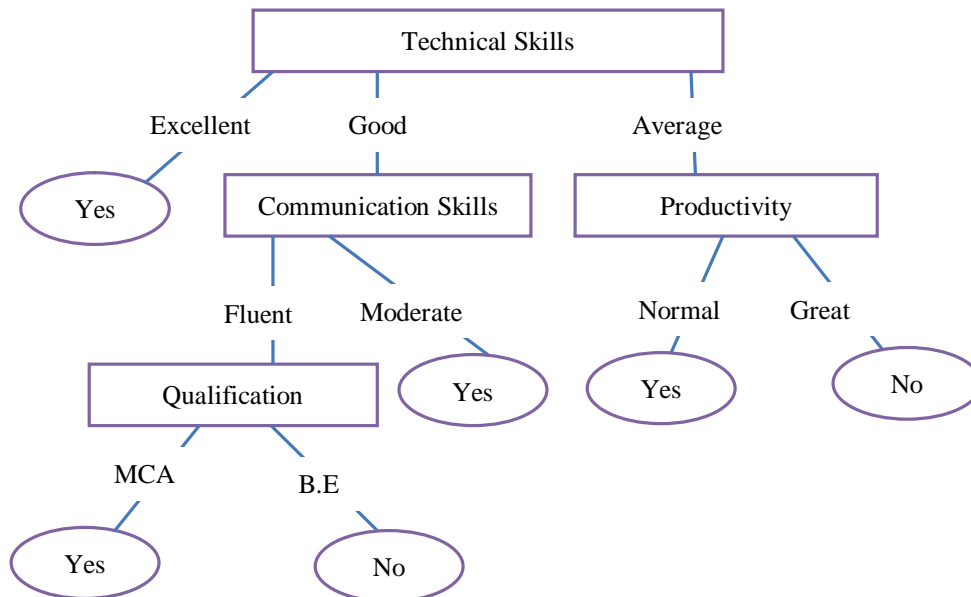 Technical Skills
Excellent
Good
Average
Yes
Communication Skills
Productivity
Fluent
Moderate
Normal
Great
Qualification
Yes
Yes
No
MCA
B.E
Yes
No